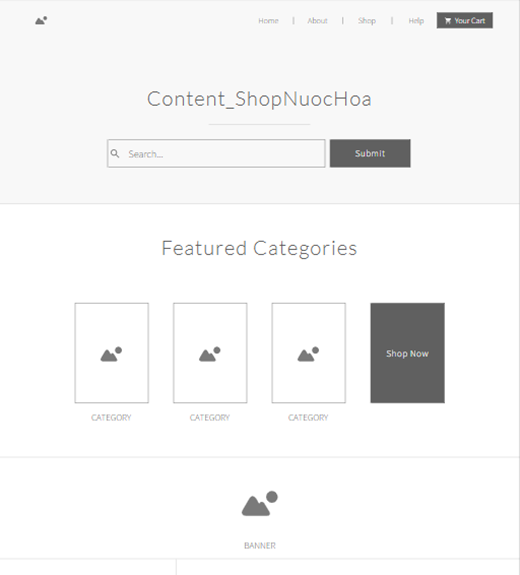 Home | About | Shop | Help Your Cart
Content_ShopNuocHoa
Search... Submit
Featured Categories
Shop Now
CATEGORY CATEGORY CATEGORY
BANNER